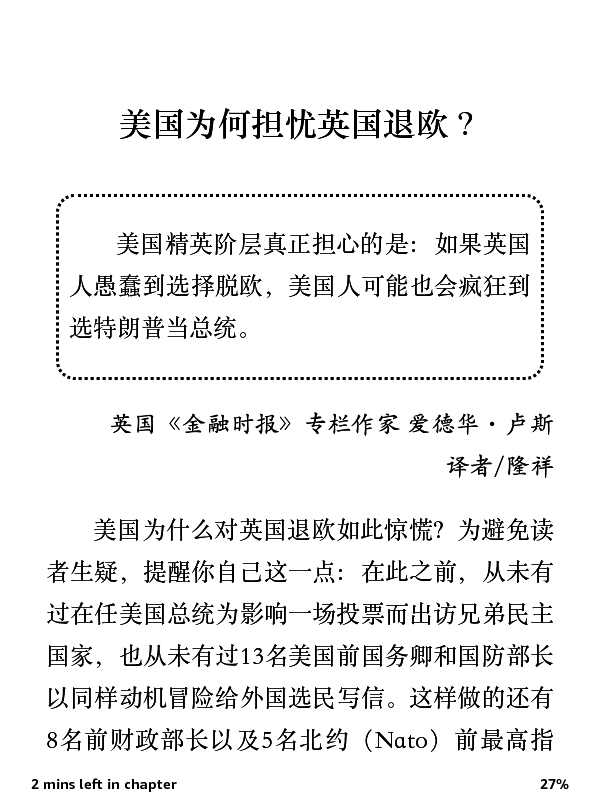 美国为何担忧英国退欧？
美国精英阶层真正担心的是：如果英国
人愚蠢到选择脱欧，美国人可能也会疯狂到
选特朗普当总统。
英国《金融时报》专栏作家 爱德华·卢斯
译者/隆祥
美国为什么对英国退欧如此惊慌？为避免读
者生疑，提醒你自己这一点：在此之前，从未有
过在任美国总统为影响一场投票而出访兄弟民主
国家，也从未有过13名美国前国务卿和国防部长
以同样动机冒险给外国选民写信。这样做的还有
8名前财政部长以及5名北约（Nato）前最高指
2 mins left in chapter
27%